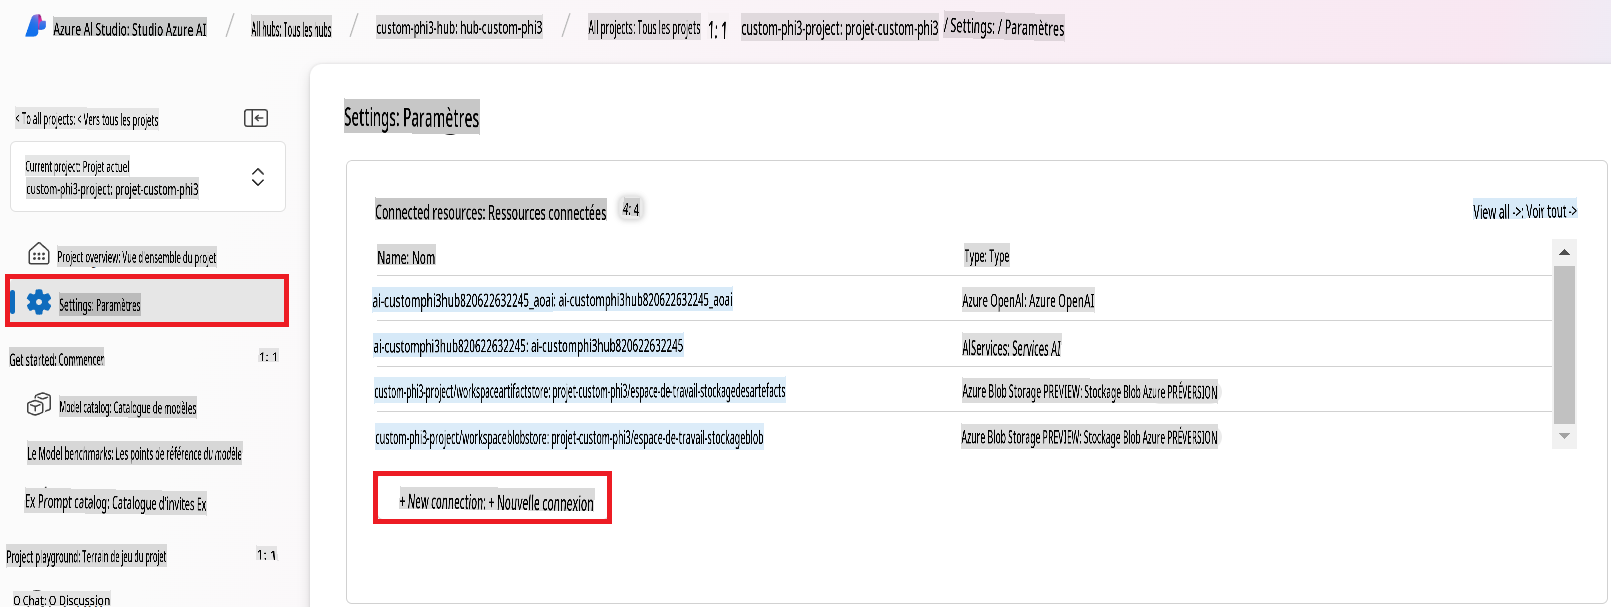 Azure AI Studio: Studio Azure AI / All hubs: Tous les hubs / custom-phi3-hub: hub-custom-phi3 / All projects: Tous les projets 1: 1 custom-phi3-project: projet-custom-phi3 / Settings: / Paramètres
< To all projects: < Vers tous les projets
Current project: Projet actuel
custom-phi3-project: projet-custom-phi3
Project overview: Vue d'ensemble du projet
Settings: Paramètres
Get started: Commencer 1: 1
Model catalog: Catalogue de modèles
Le Model benchmarks: Les points de référence du modèle
Ex Prompt catalog: Catalogue d'invites Ex
Project playground: Terrain de jeu du projet 1: 1
O Chat: O Discussion
Settings: Paramètres
Connected resources: Ressources connectées 4: 4
View all ->: Voir tout ->
Name: Nom Type: Type
ai-customphi3hub820622632245_aoai: ai-customphi3hub820622632245_aoai Azure OpenAI: Azure OpenAI
ai-customphi3hub820622632245: ai-customphi3hub820622632245 AIServices: Services AI
custom-phi3-project/workspaceartifactstore: projet-custom-phi3/espace-de-travail-stockagedesartefacts Azure Blob Storage PREVIEW: Stockage Blob Azure PRÉVERSION
custom-phi3-project/workspaceblobstore: projet-custom-phi3/espace-de-travail-stockageblob Azure Blob Storage PREVIEW: Stockage Blob Azure PRÉVERSION
+ New connection: + Nouvelle connexion